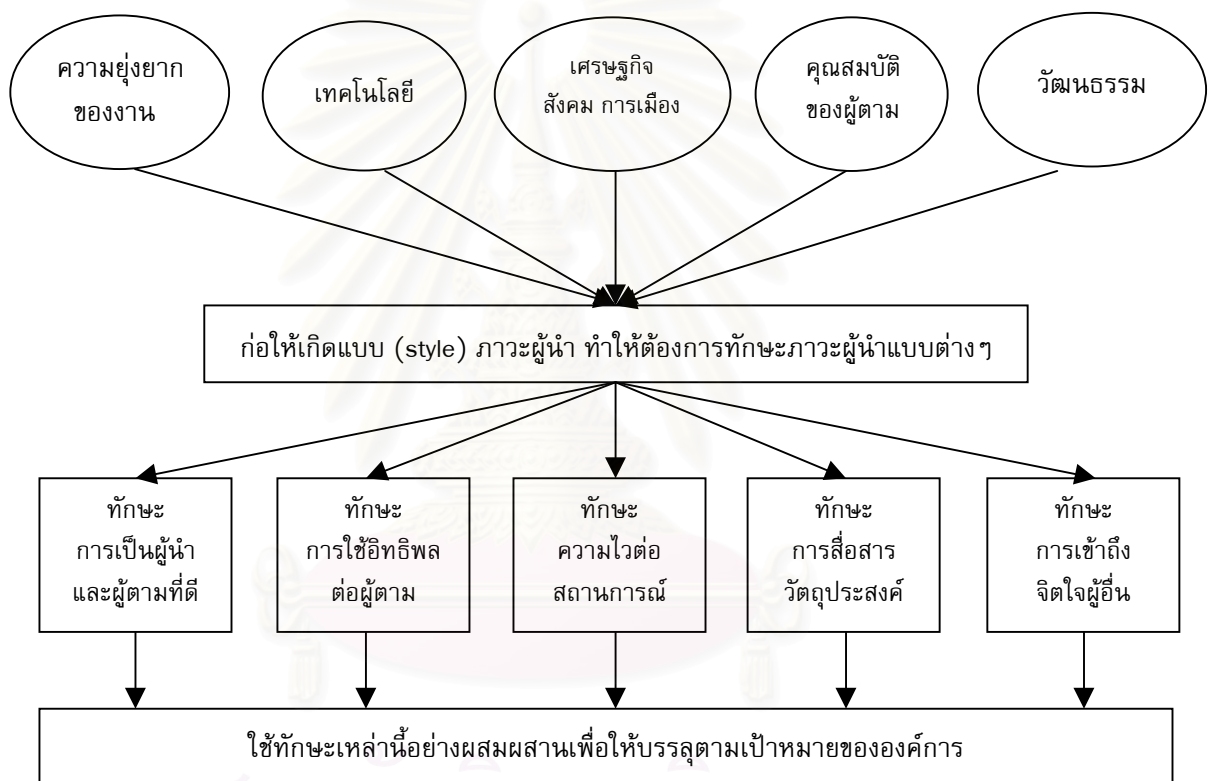 ความยุ่งยาก
ของงาน
เทคโนโลยี
เศรษฐกิจ
สังคม การเมือง
คุณสมบัติ
ของผู้ตาม
วัฒนธรรม
ก่อให้เกิดแบบ (style) ภาวะผู้นำ ทำให้ต้องการทักษะภาวะผู้นำแบบต่างๆ
ทักษะ
การเป็นผู้นำ
และผู้ตามที่ดี
ทักษะ
การใช้อิทธิพล
ต่อผู้ตาม
ทักษะ
ความไวต่อ
สถานการณ์
ทักษะ
การสื่อสาร
วัตถุประสงค์
ทักษะ
การเข้าถึง
จิตใจผู้อื่น
ใช้ทักษะเหล่านี้อย่างผสมผสานเพื่อให้บรรลุตามเป้าหมายขององค์การ